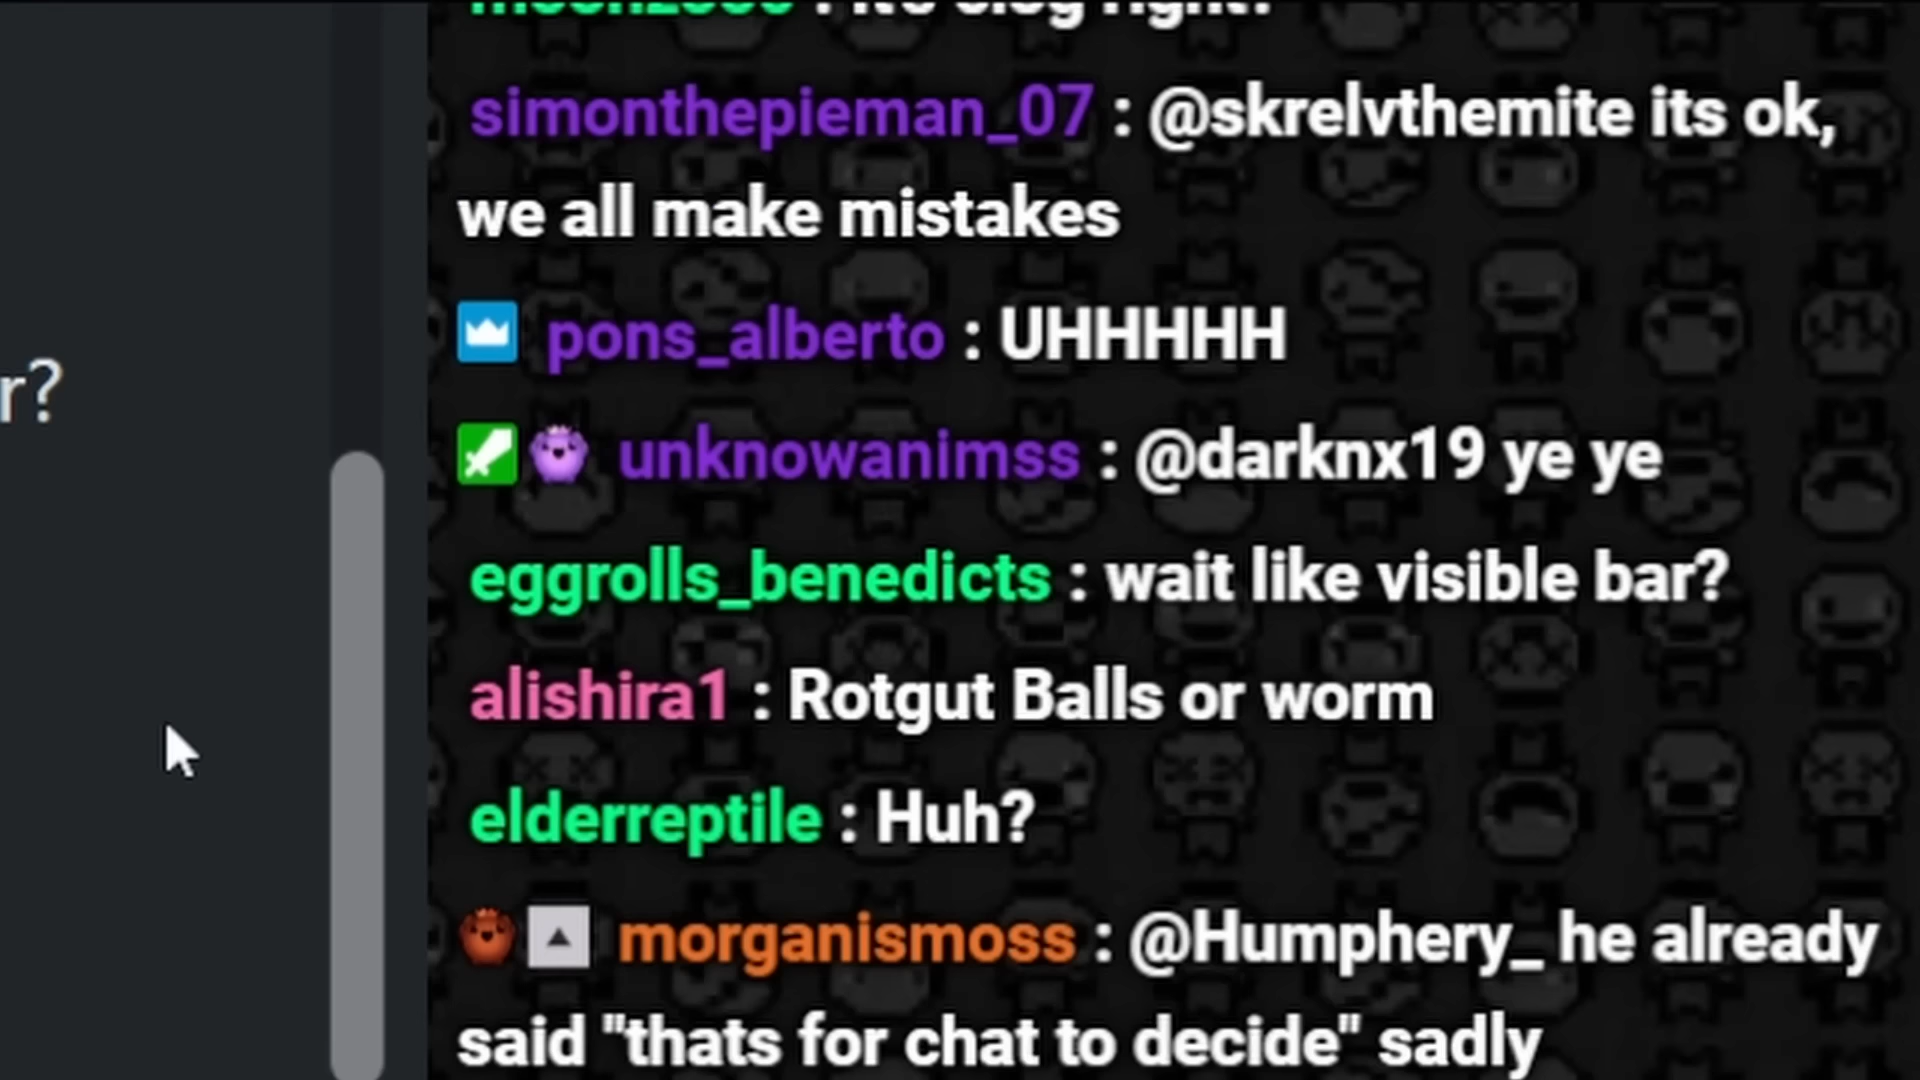 simonthepieman_07 : @skrelvthemite its ok,
we all make mistakes
pons_alberto : UHHHHH
r?
unknowanimss : @darknx19 ye ye
eggrolls_benedicts : wait like visible bar?
alishira1 : Rotgut Balls or worm
elderreptile : Huh?
morganismoss : @Humphery_ he already
said "thats for chat to decide" sadly